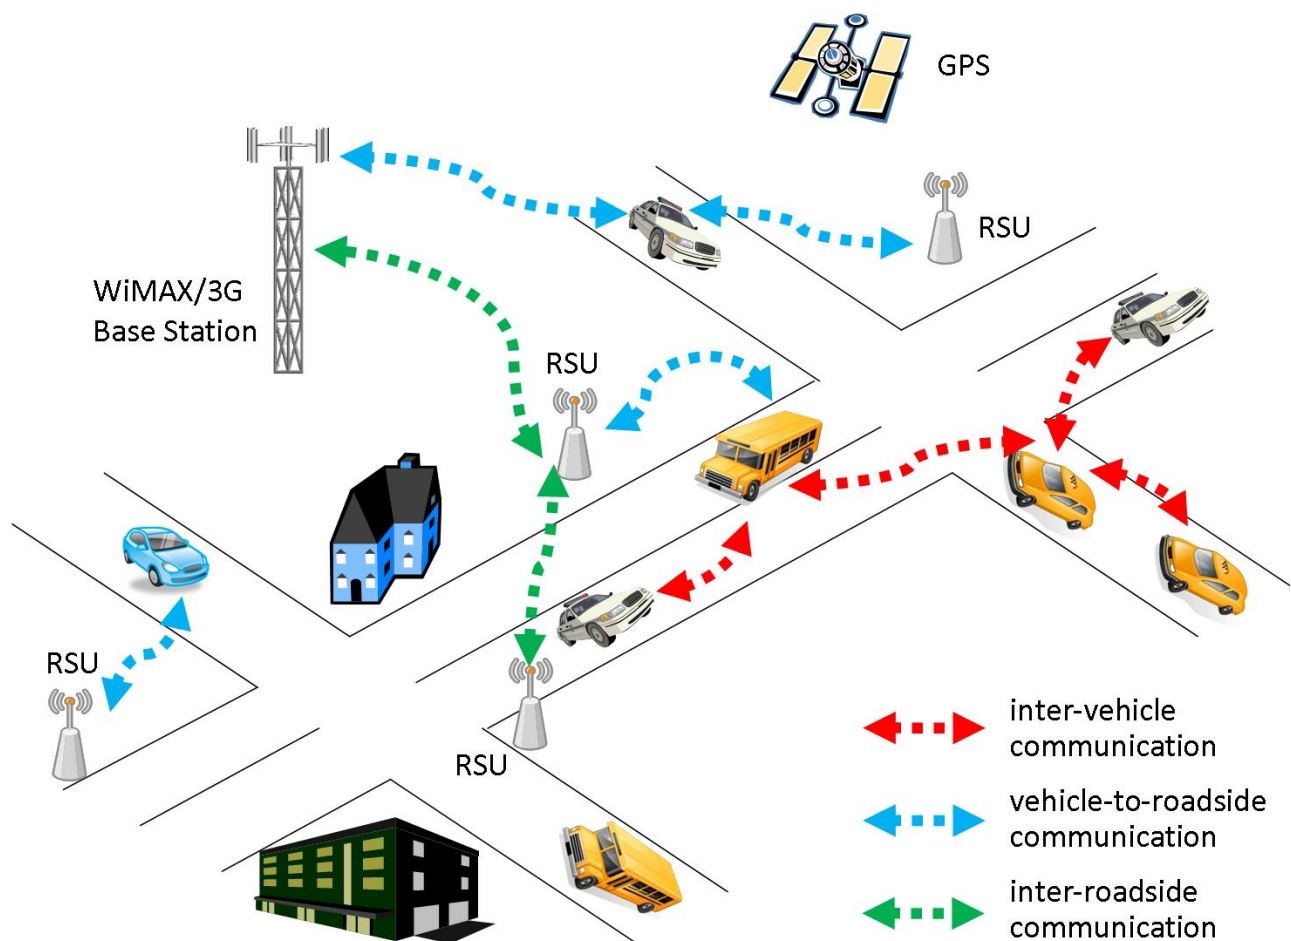 GPS
RSU
WiMAX/3G
Base Station
RSU
RSU
RSU
inter-vehicle
communication
vehicle-to-roadside
communication
inter-roadside
communication